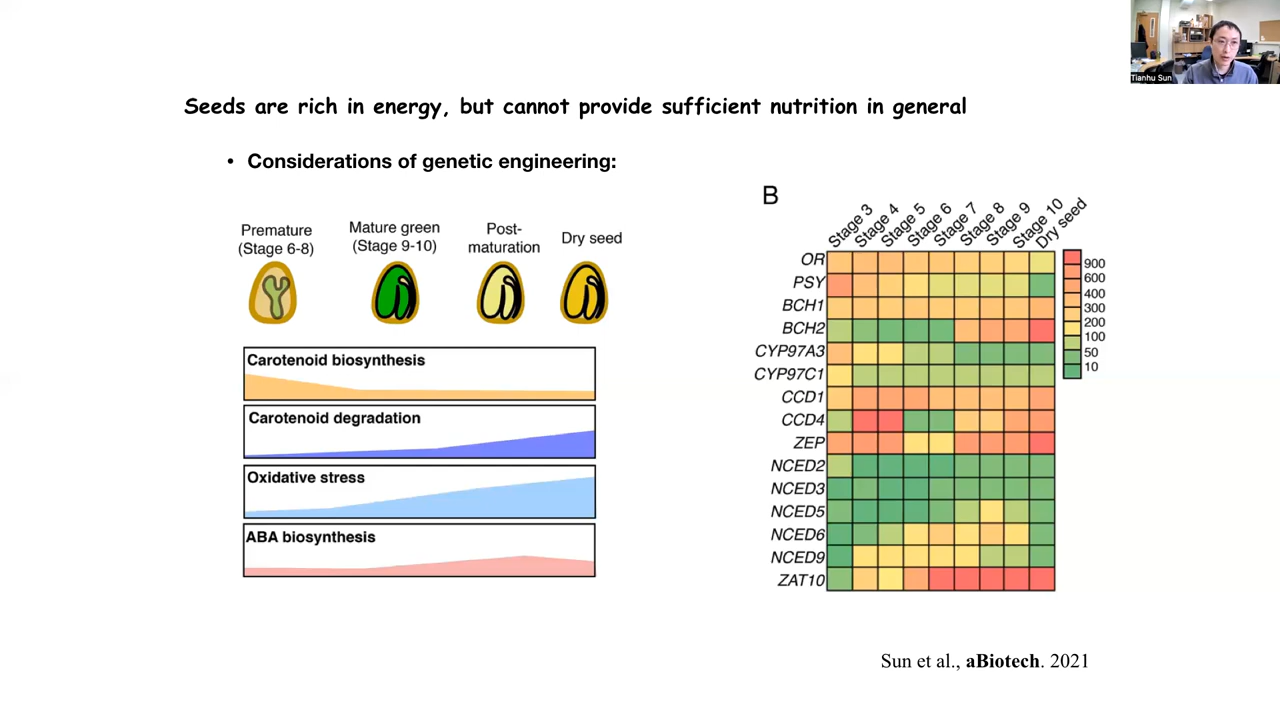 Tianhu Sun
Seeds are rich in energy, but cannot provide sufficient nutrition in general
• Considerations of genetic engineering:
Premature
(Stage 6-8)
Mature green
(Stage 9-10)
Post-
maturation
Dry seed
Carotenoid biosynthesis
Carotenoid degradation
Oxidative stress
ABA biosynthesis
B
Stage 3
Stage 4
Stage 5
Stage 6
Stage 7
Stage 8
Stage 9
Stage 10
Dry seed
OR
PSY
BCH1
BCH2
CYP97A3
CYP97C1
CCD1
CCD4
ZEP
NCED2
NCED3
NCED5
NCED6
NCED9
ZAT10
900
600
400
300
200
100
50
10
Sun et al., aBiotech. 2021